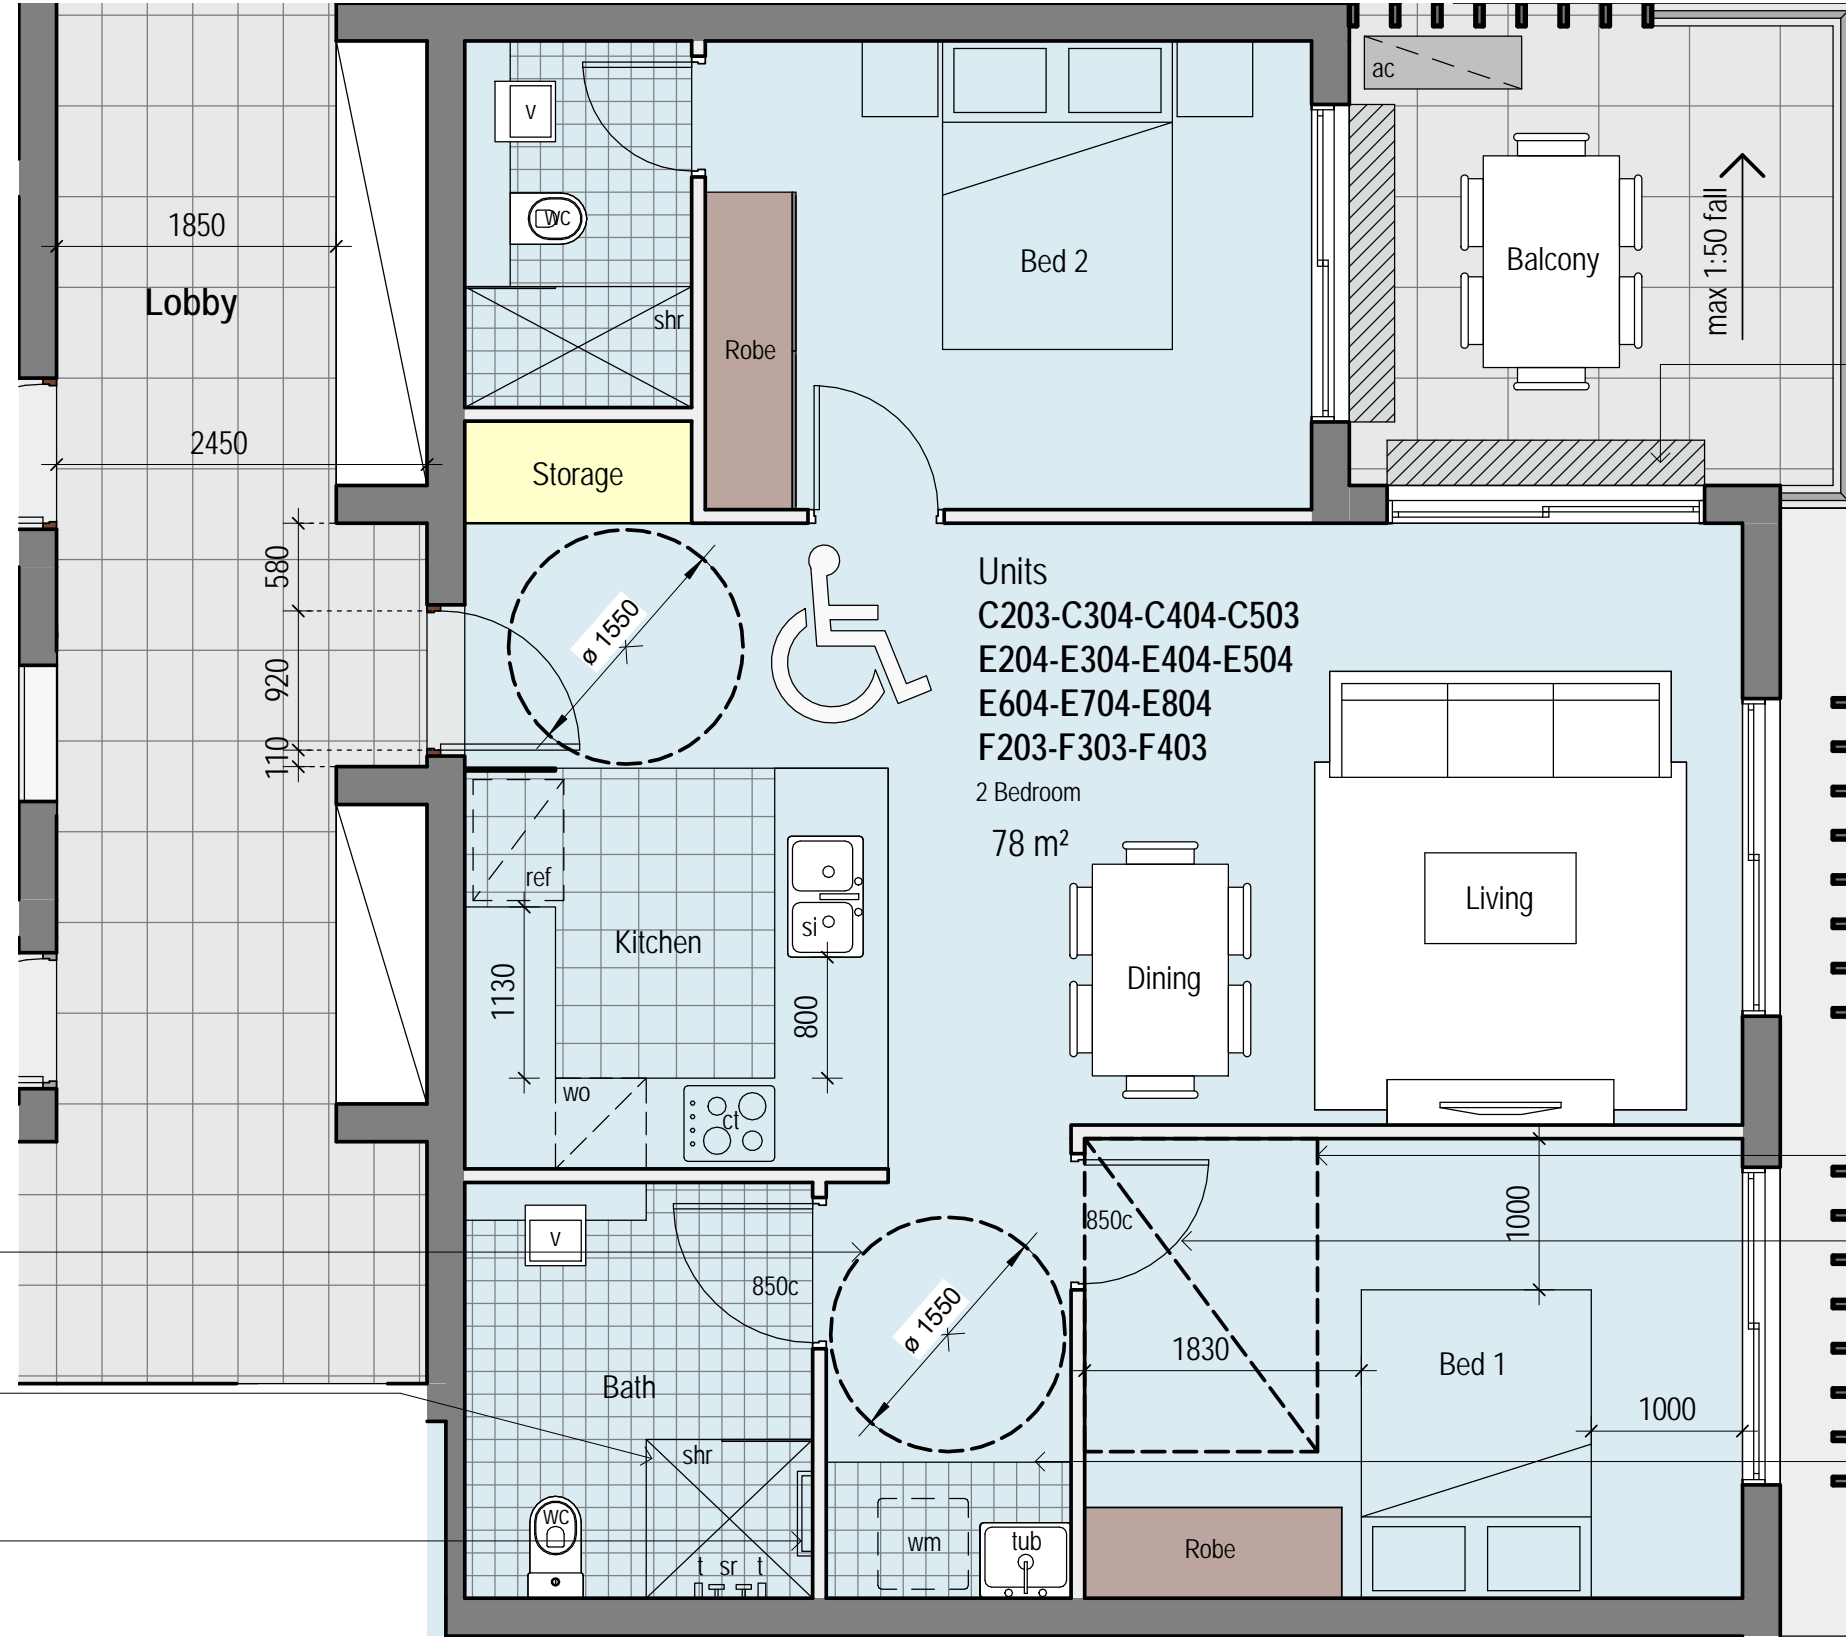 ac
V
WC
1850
Bed 2
Balcony
max 1:50 fall
Lobby
shr
Robe
2450
Storage
580
920
110
ø 1550
Units
C203-C304-C404-C503
E204-E304-E404-E504
E604-E704-E804
F203-F303-F403
2 Bedroom
78 m²
ref
si
Kitchen
Living
Dining
1130
800
wo
ct
V
850c
850c
1000
ø 1550
1830
Bed 1
Bath
1000
shr
WC
wm
tub
Robe
t sr t